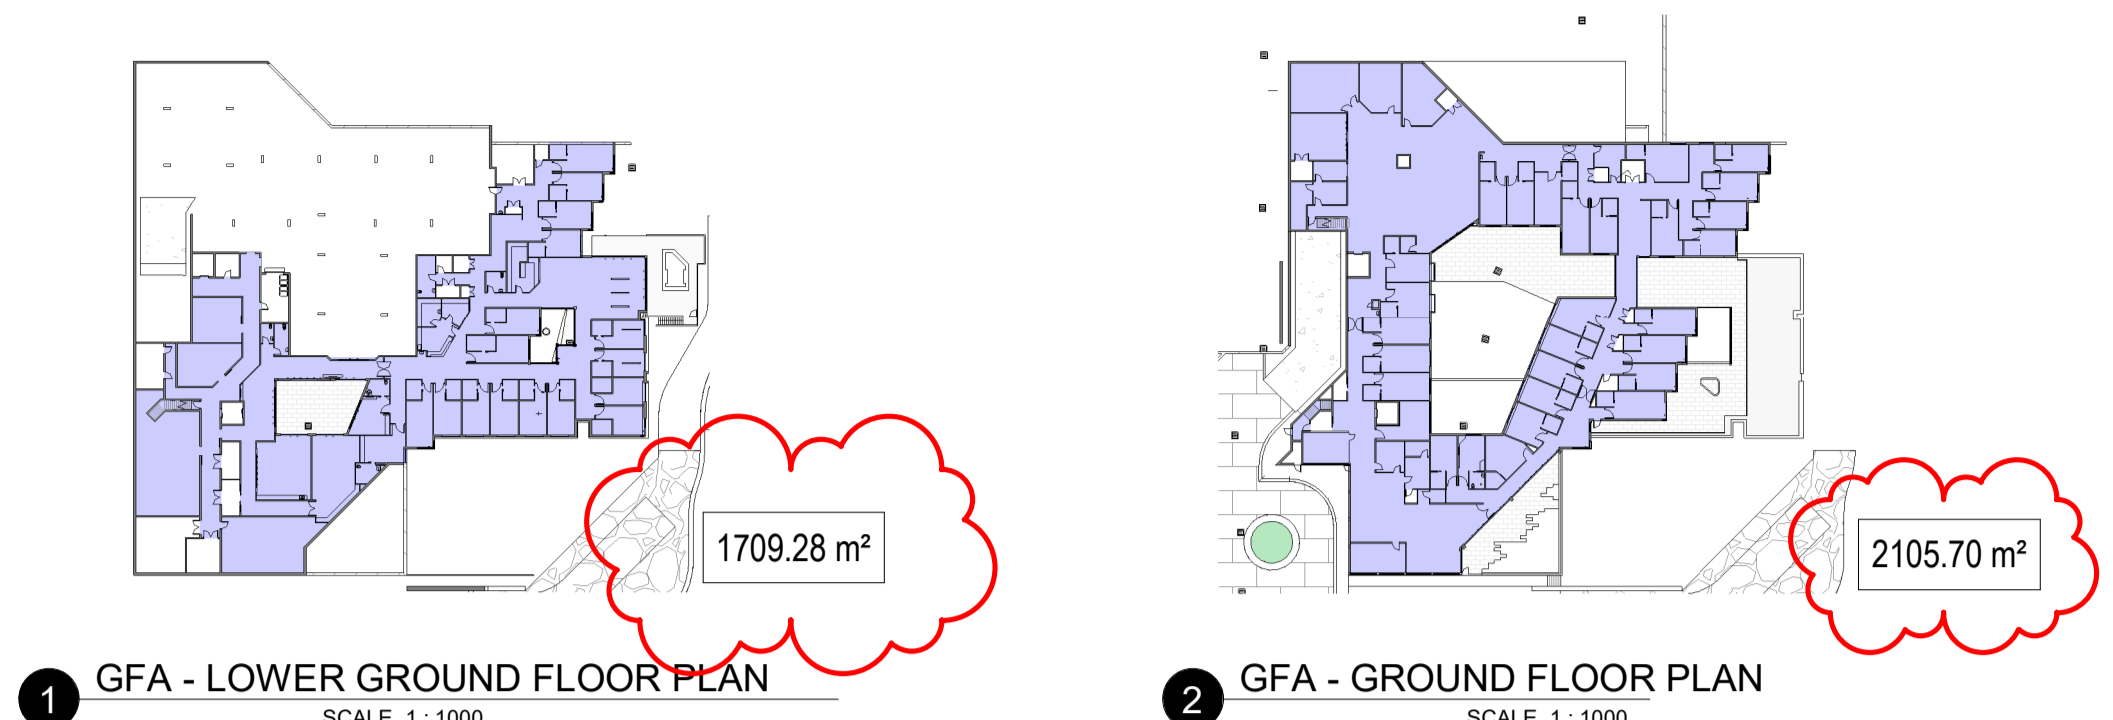 1709.28 m²
2105.70 m²
1 GFA - LOWER GROUND FLOOR PLAN
SCALE 1 : 1000
2 GFA - GROUND FLOOR PLAN
SCALE 1 : 1000